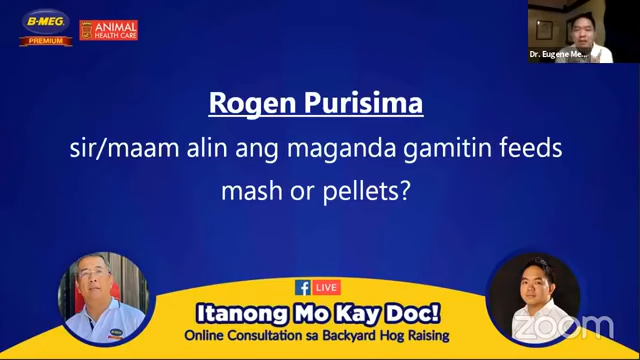 B-MEG
PREMIUM
ANIMAL
HEALTH CARE
Dr. Eugene Me...
Rogen Purisima
sir/maam alin ang maganda gamitin feeds
mash or pellets?
f LIVE
Itanong Mo Kay Doc!
Online Consultation sa Backyard Hog Raising
zoom